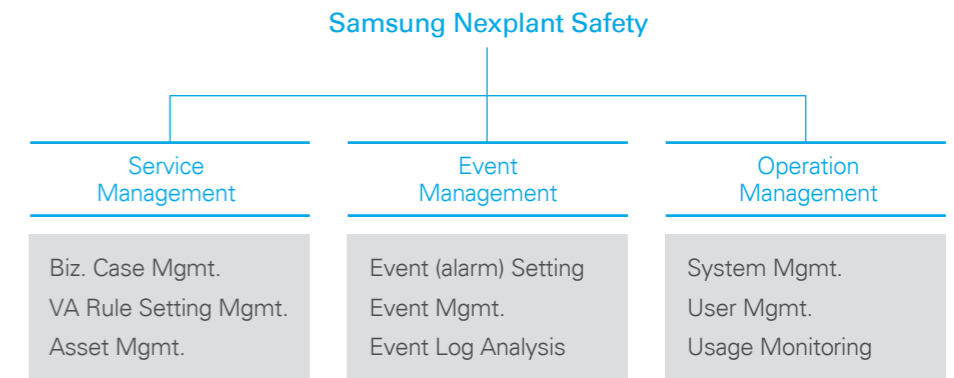 Samsung Nexplant Safety
Service
Management
Event
Management
Operation
Management
Biz. Case Mgmt.
VA Rule Setting Mgmt.
Asset Mgmt.
Event (alarm) Setting
Event Mgmt.
Event Log Analysis
System Mgmt.
User Mgmt.
Usage Monitoring